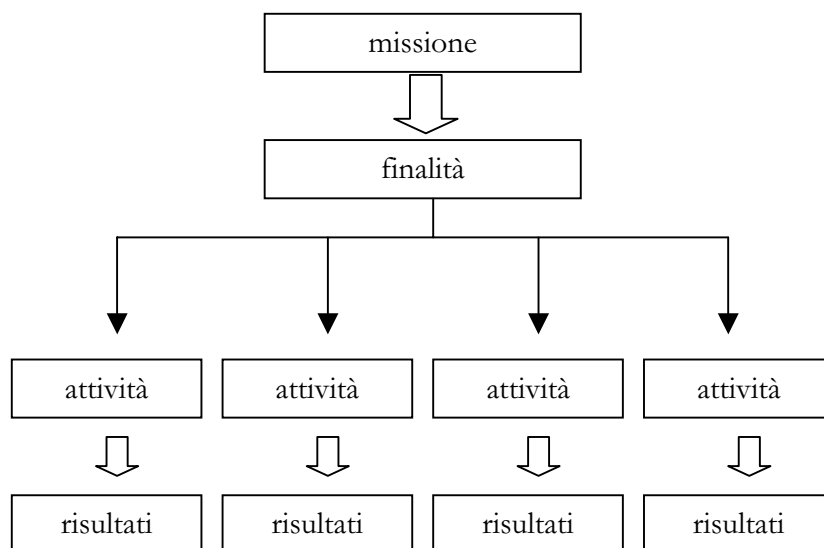 missione
finalità
attività
attività
attività
attività
risultati
risultati
risultati
risultati